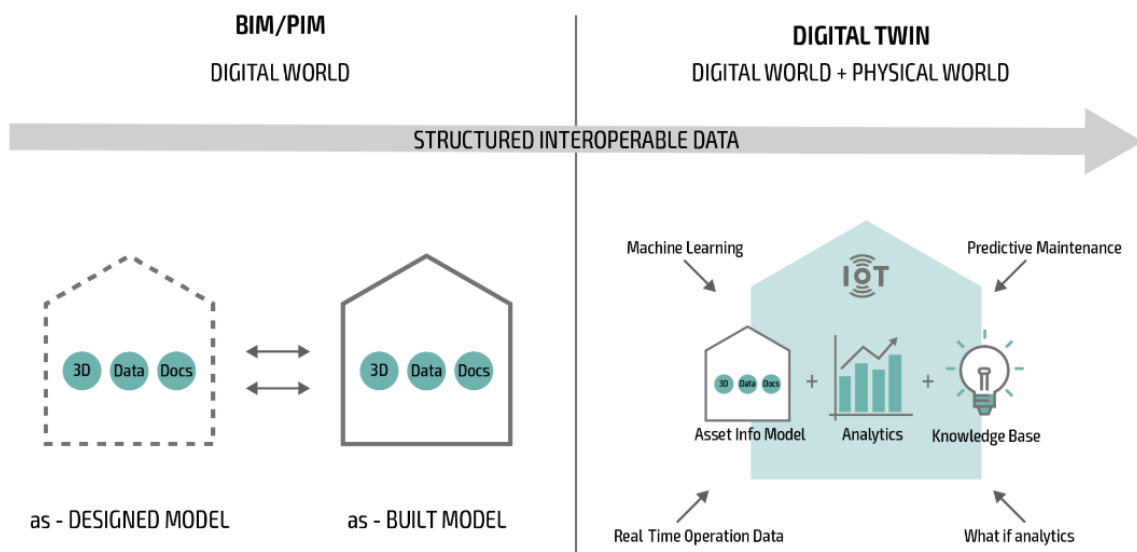 BIM/PIM
DIGITAL WORLD
DIGITAL TWIN
DIGITAL WORLD + PHYSICAL WORLD
STRUCTURED INTEROPERABLE DATA
3D Data Docs
as - DESIGNED MODEL
3D Data Docs
as - BUILT MODEL
Machine Learning
Predictive Maintenance
IoT
3D Data Docs
+
+
Asset Info Model
Analytics
Knowledge Base
Real Time Operation Data
What if analytics